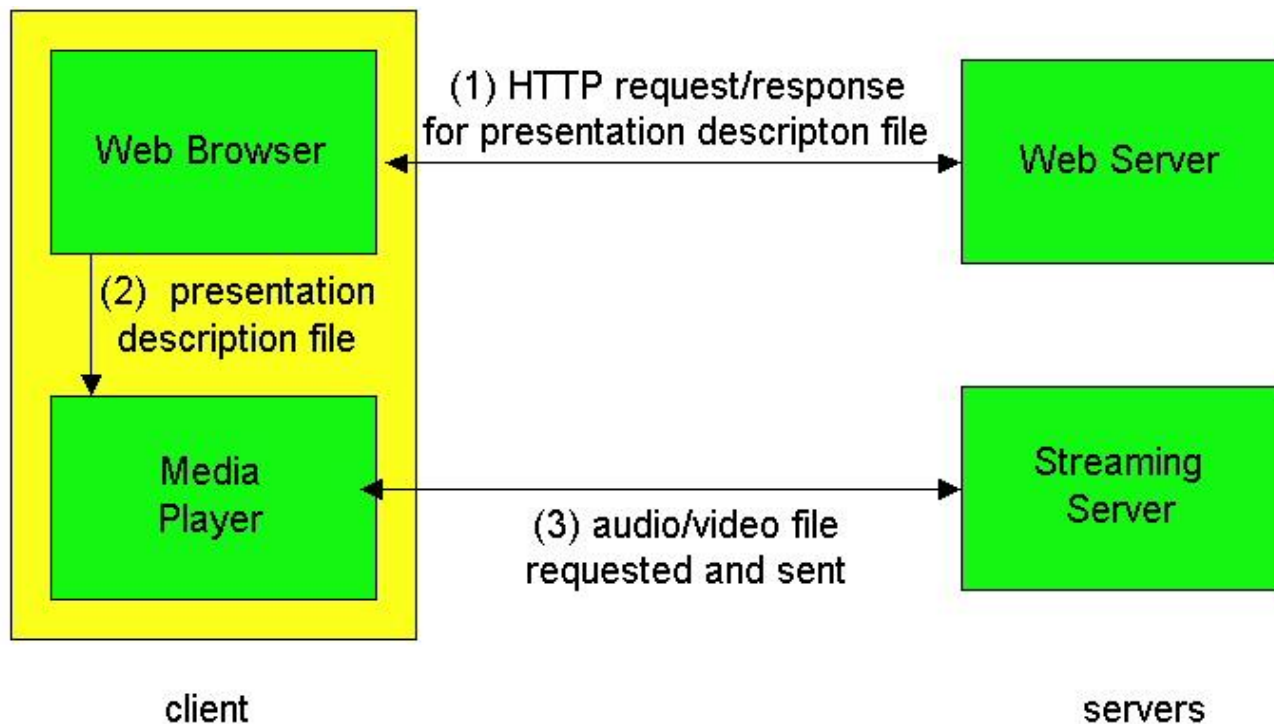 Web Browser
(1) HTTP request/response
for presentation descripton file
Web Server
(2) presentation
description file
Media
Player
(3) audio/video file
requested and sent
Streaming
Server
client
servers